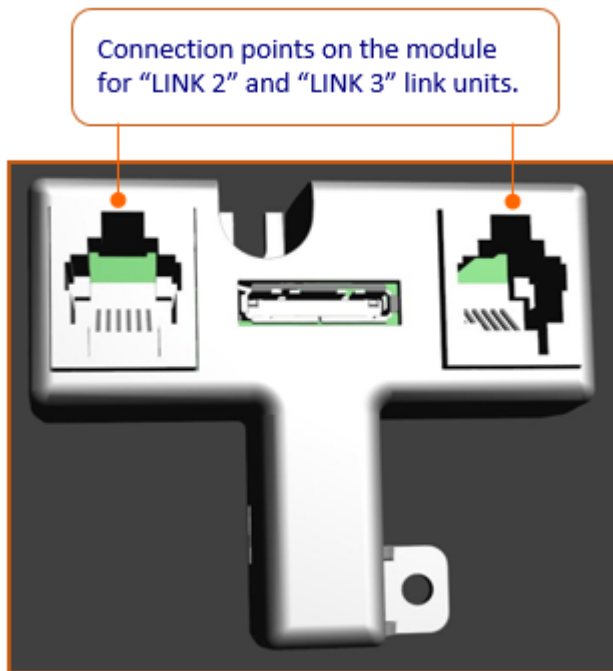 Connection points on the module
for “LINK 2” and “LINK 3” link units.